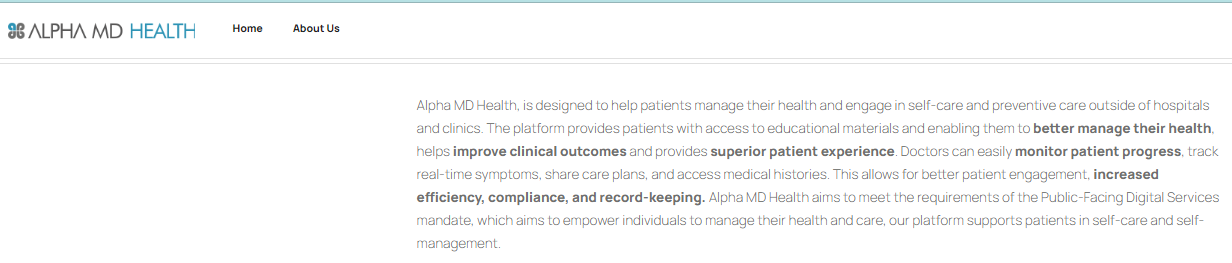 ALPHA MD HEALTH
Home
About Us
Alpha MD Health, is designed to help patients manage their health and engage in self-care and preventive care outside of hospitals
and clinics. The platform provides patients with access to educational materials and enabling them to better manage their health,
helps improve clinical outcomes and provides superior patient experience. Doctors can easily monitor patient progress, track
real-time symptoms, share care plans, and access medical histories. This allows for better patient engagement, increased
efficiency, compliance, and record-keeping. Alpha MD Health aims to meet the requirements of the Public-Facing Digital Services
mandate, which aims to empower individuals to manage their health and care, our platform supports patients in self-care and self-
management.